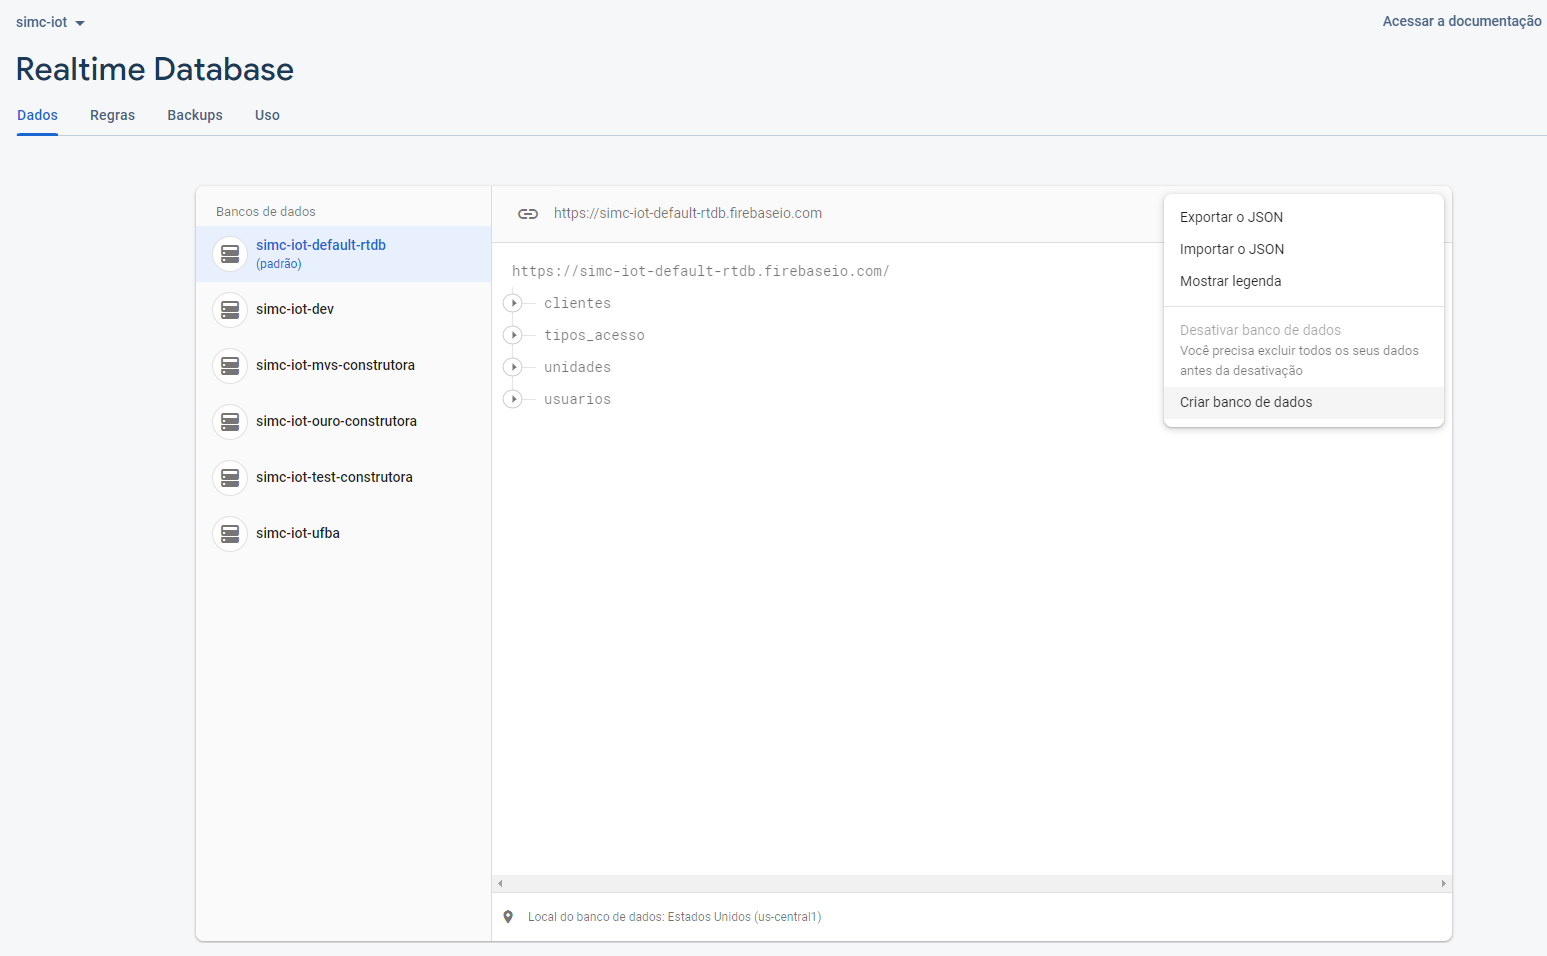 simc-iot
Acessar a documentação
Realtime Database
Dados
Regras
Backups
Uso
Bancos de dados
simc-iot-default-rtdb
(padrão)
simc-iot-dev
simc-iot-mvs-construtora
simc-iot-ouro-construtora
simc-iot-test-construtora
simc-iot-ufba
https://simc-iot-default-rtdb.firebaseio.com
https://simc-iot-default-rtdb.firebaseio.com/
clientes
tipos_acesso
unidades
usuarios
Exportar o JSON
Importar o JSON
Mostrar legenda
Desativar banco de dados
Você precisa excluir todos os seus dados
antes da desativação
Criar banco de dados
Local do banco de dados: Estados Unidos (us-central1)